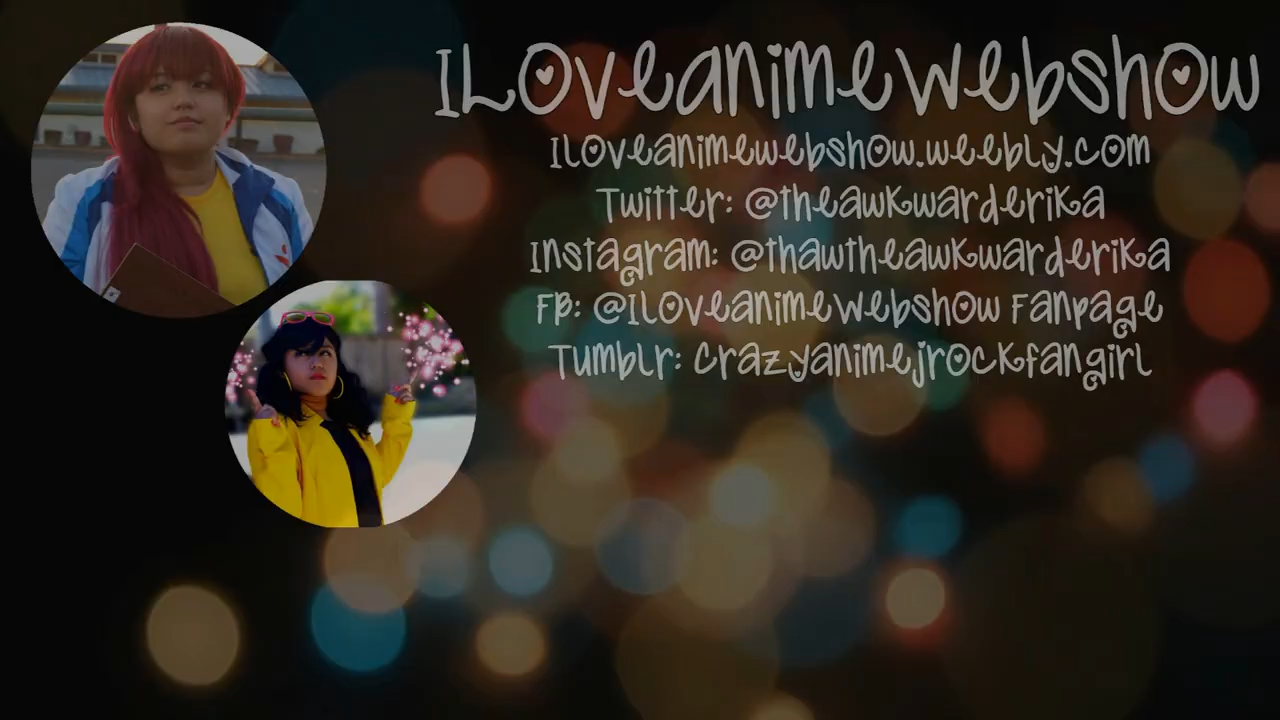 ILoveanimewebshow
Iloveanimewebshow.weebly.com
Twitter: @theawkwarderika
Instagram: @thawtheawkwarderika
FB: @Iloveanimewebshow Fanpage
Tumblr: crazyanimejrockfangirl